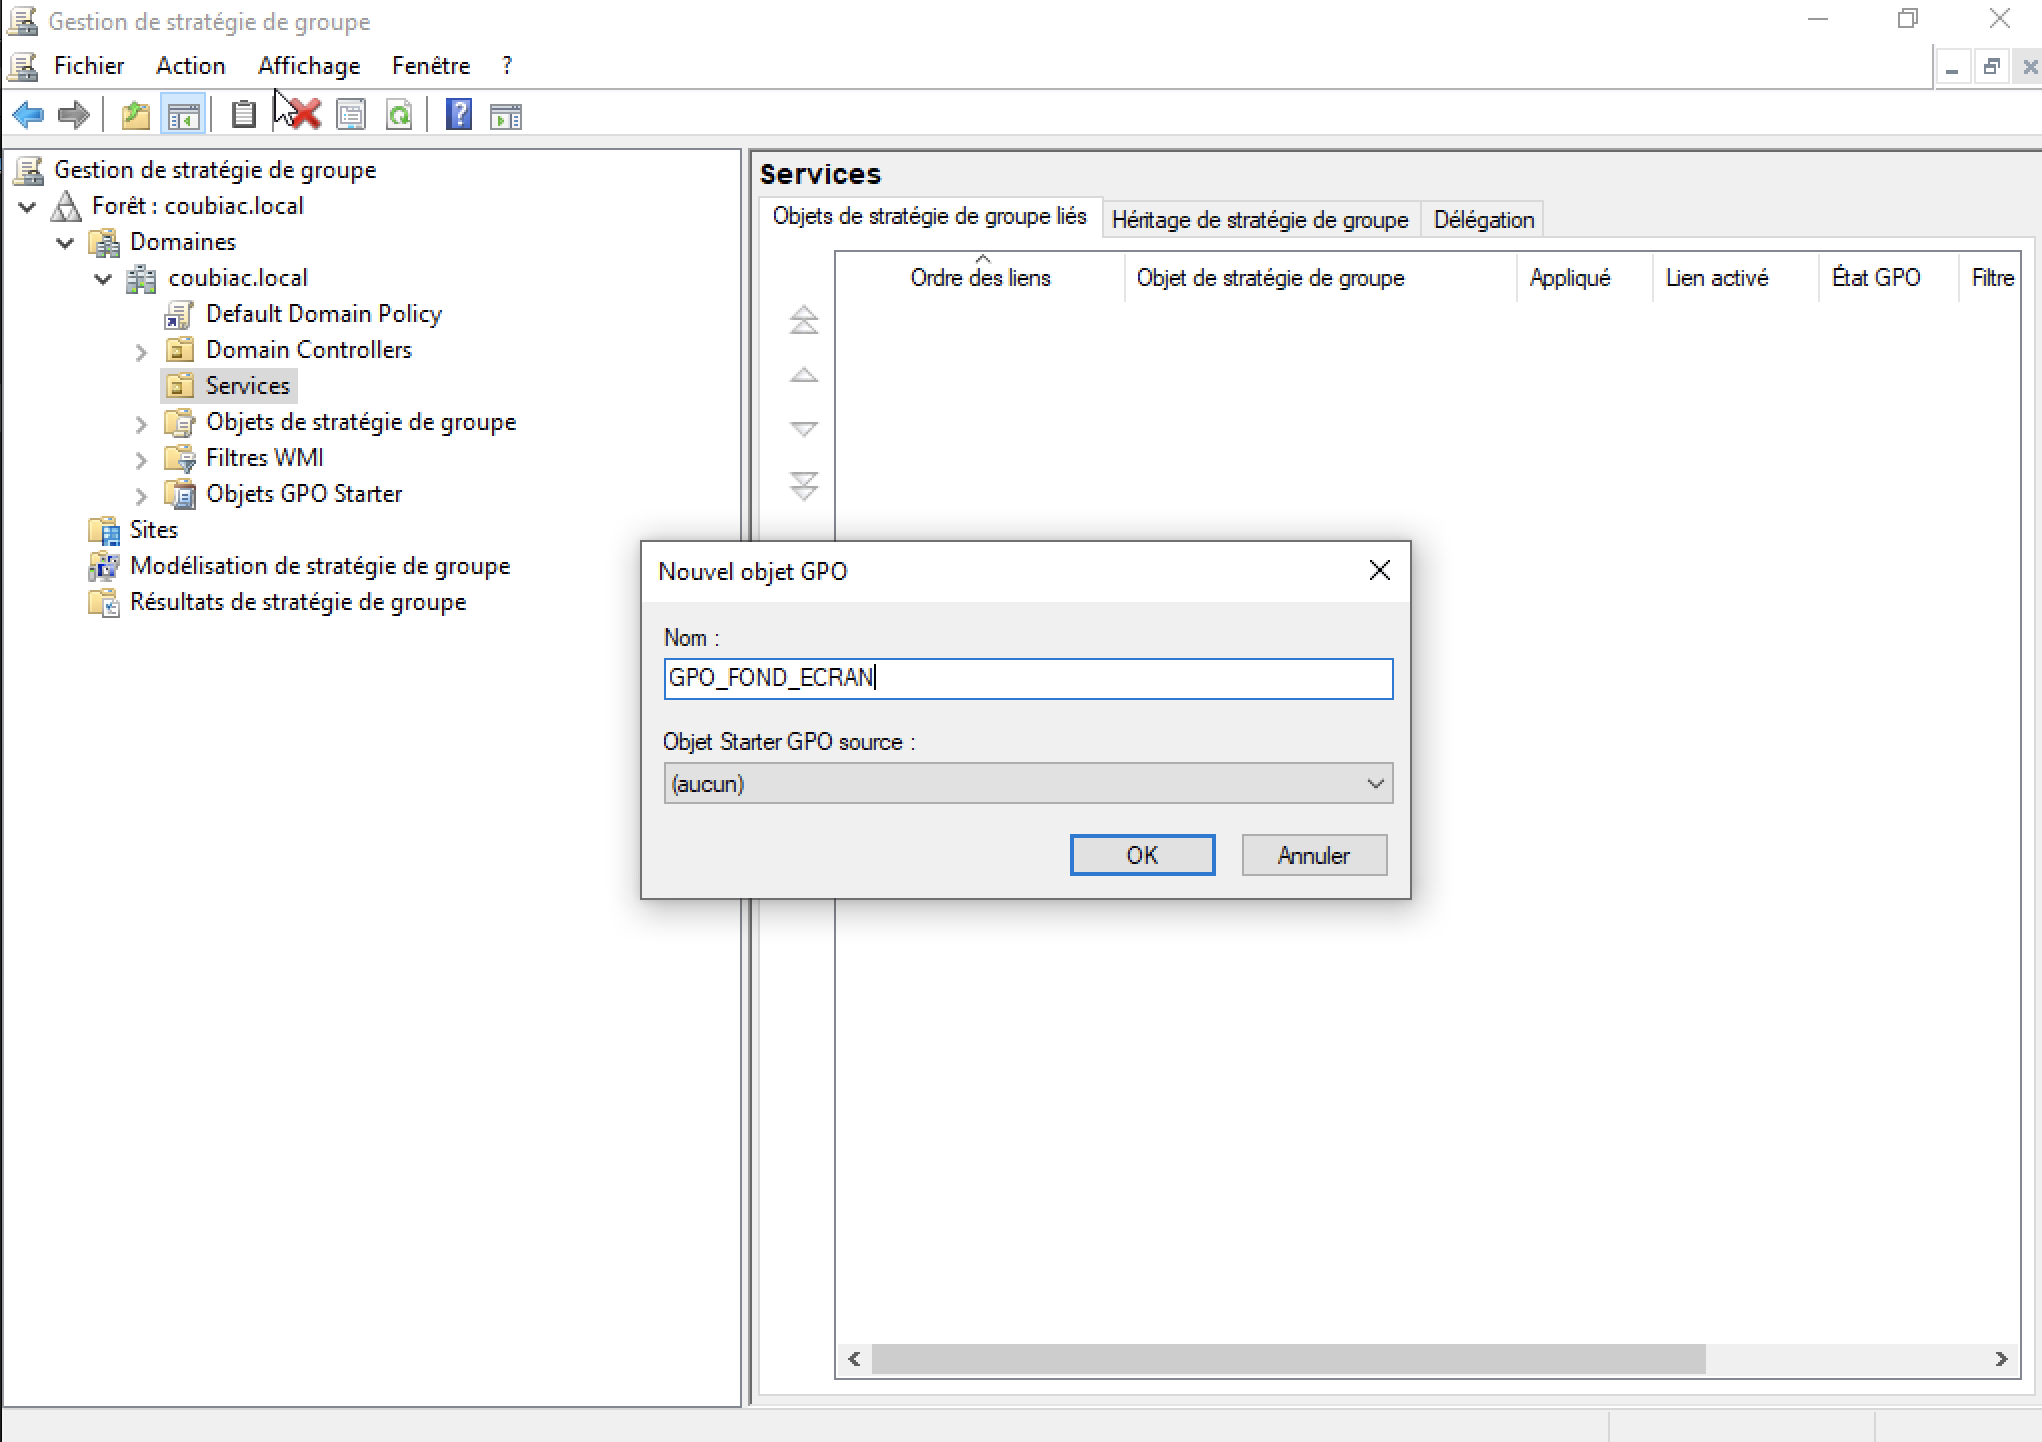 Gestion de stratégie de groupe
Fichier Action Affichage Fenêtre ?
Gestion de stratégie de groupe
Forêt : coubiac.local
Domaines
coubiac.local
Default Domain Policy
Domain Controllers
Services
Objets de stratégie de groupe
Filtres WMI
Objets GPO Starter
Sites
Modélisation de stratégie de groupe
Résultats de stratégie de groupe
Services
Objets de stratégie de groupe liés Héritage de stratégie de groupe Délégation
Ordre des liens Objet de stratégie de groupe Appliqué Lien activé État GPO Filtre
Nouvel objet GPO
Nom :
GPO_FOND_ECRAN
Objet Starter GPO source :
(aucun)
OK Annuler